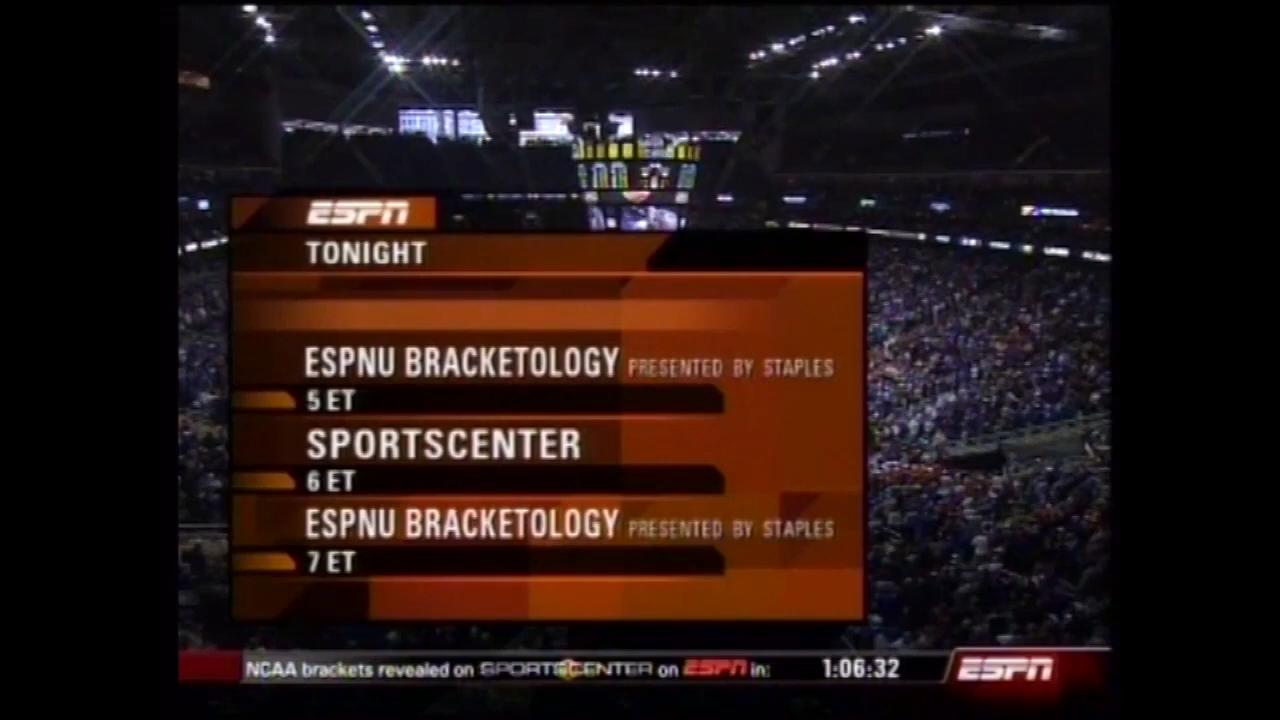 ESPN
TONIGHT
ESPNU BRACKETOLOGY PRESENTED BY STAPLES
5 ET
SPORTSCENTER
6 ET
ESPNU BRACKETOLOGY PRESENTED BY STAPLES
7 ET
NCAA brackets revealed on SPORTSCENTER on ESPN in: 1:06:32 ESPN